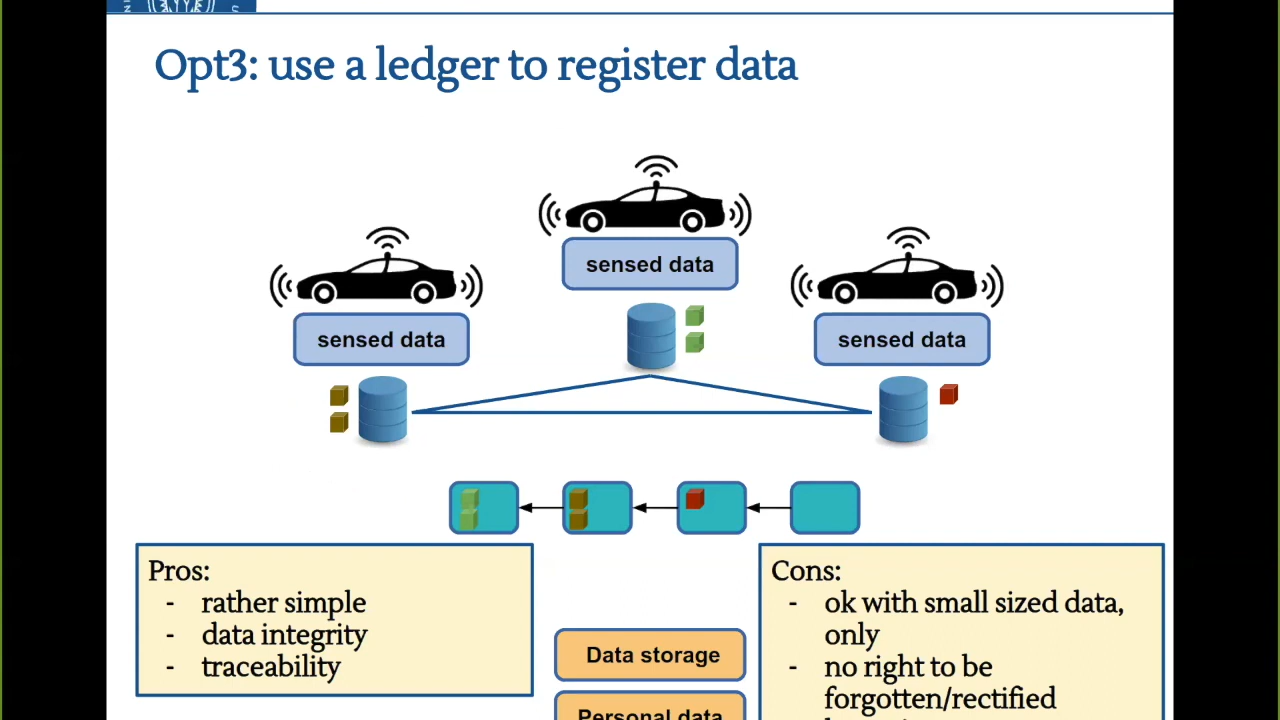 Opt3: use a ledger to register data
sensed data
sensed data
sensed data
Pros:
- rather simple
- data integrity
- traceability
Data storage
Personal data
Cons:
- ok with small sized data,
only
- no right to be
forgotten/rectified